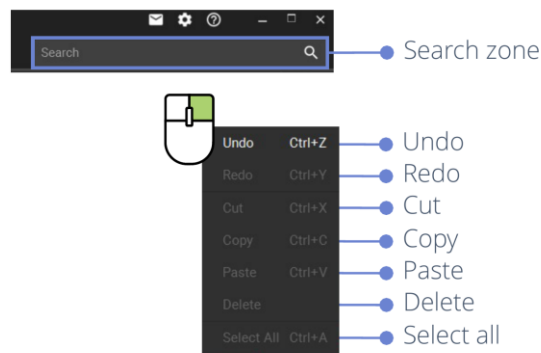 Search
Search zone
Undo Ctrl+Z Undo
Redo Ctrl+Y Redo
Cut Ctrl+X Cut
Copy Ctrl+C Copy
Paste Ctrl+V Paste
Delete Delete
Select All Ctrl+A Select all